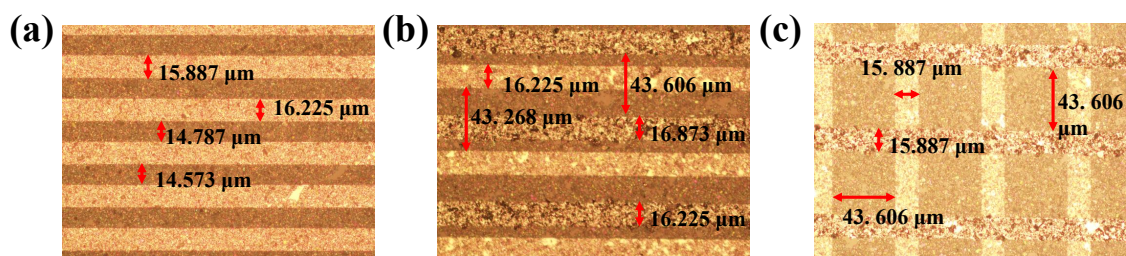 (a)
15.887 μm
16.225 μm
14.787 μm
14.573 μm
(b)
16.225 μm
43. 606 μm
43. 268 μm
16.873 μm
16.225 μm
(c)
15. 887 μm
43. 606
μm
15.887 μm
43. 606 μm